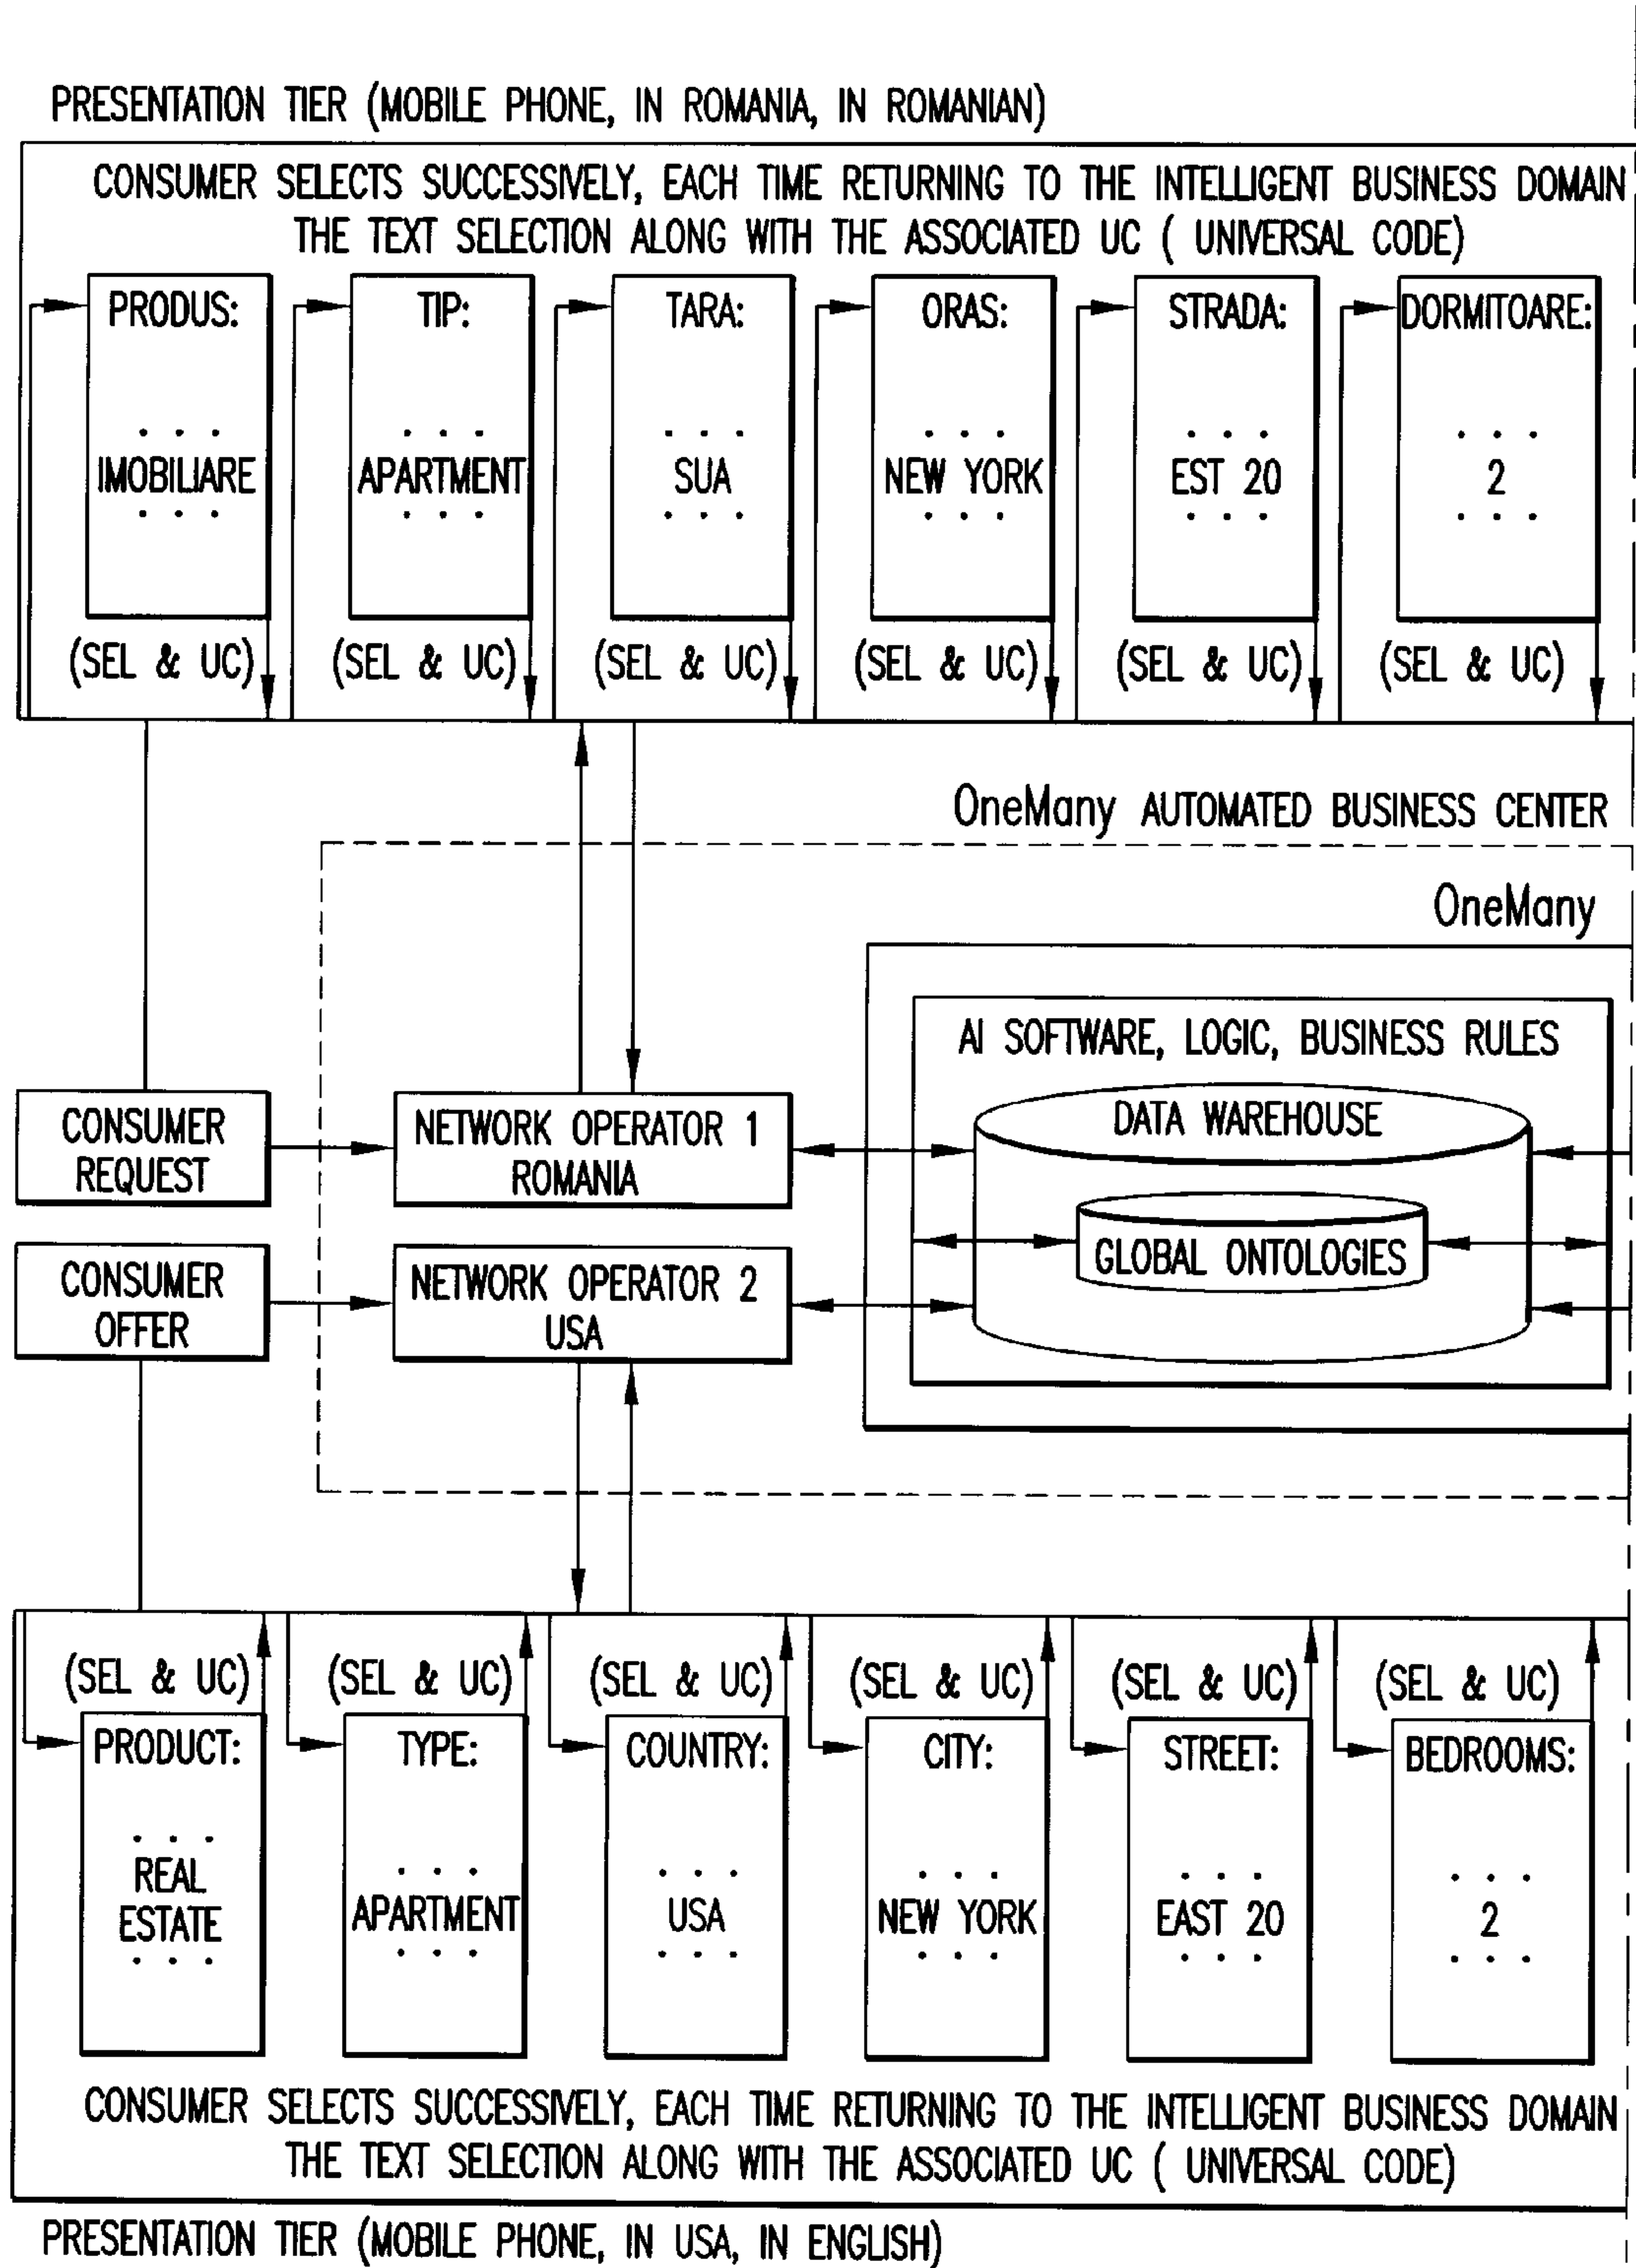 PRESENTATION TIER (MOBILE PHONE, IN ROMANIA, IN ROMANIAN)
CONSUMER SELECTS SUCCESSIVELY, EACH TIME RETURNING TO THE INTELLIGENT BUSINESS DOMAIN
THE TEXT SELECTION ALONG WITH THE ASSOCIATED UC ( UNIVERSAL CODE)
PRODUS:
. . .
IMOBILIARE
. . .
(SEL & UC)
TIP:
. . .
APARTMENT
. . .
(SEL & UC)
TARA:
. . .
SUA
. . .
(SEL & UC)
ORAS:
. . .
NEW YORK
. . .
(SEL & UC)
STRADA:
. . .
EST 20
. . .
(SEL & UC)
DORMITOARE:
. . .
2
. . .
(SEL & UC)
OneMany AUTOMATED BUSINESS CENTER
OneMany
AI SOFTWARE, LOGIC, BUSINESS RULES
CONSUMER
REQUEST
NETWORK OPERATOR 1
ROMANIA
DATA WAREHOUSE
GLOBAL ONTOLOGIES
CONSUMER
OFFER
NETWORK OPERATOR 2
USA
(SEL & UC)
PRODUCT:
. . .
REAL
ESTATE
. . .
(SEL & UC)
TYPE:
. . .
APARTMENT
. . .
(SEL & UC)
COUNTRY:
. . .
USA
. . .
(SEL & UC)
CITY:
. . .
NEW YORK
. . .
(SEL & UC)
STREET:
. . .
EAST 20
. . .
(SEL & UC)
BEDROOMS:
. . .
2
. . .
CONSUMER SELECTS SUCCESSIVELY, EACH TIME RETURNING TO THE INTELLIGENT BUSINESS DOMAIN
THE TEXT SELECTION ALONG WITH THE ASSOCIATED UC ( UNIVERSAL CODE)
PRESENTATION TIER (MOBILE PHONE, IN USA, IN ENGLISH)